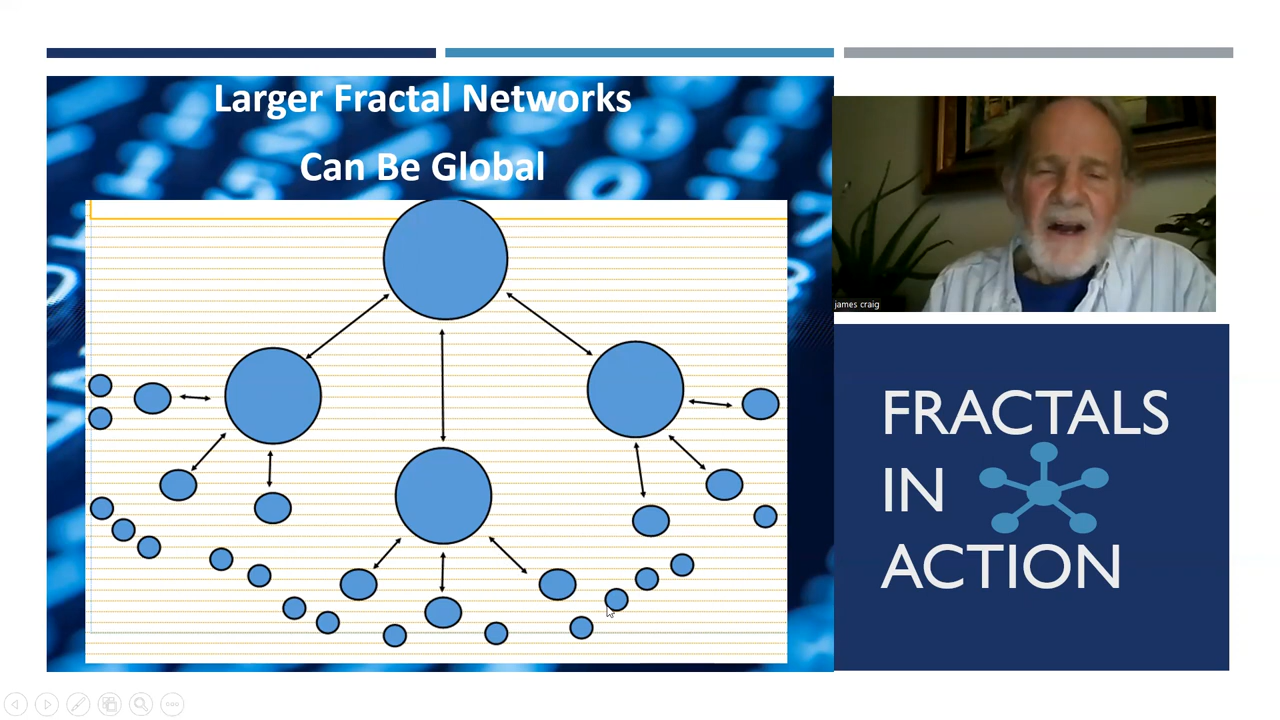 Larger Fractal Networks
Can Be Global
james craig
FRACTALS
IN
ACTION